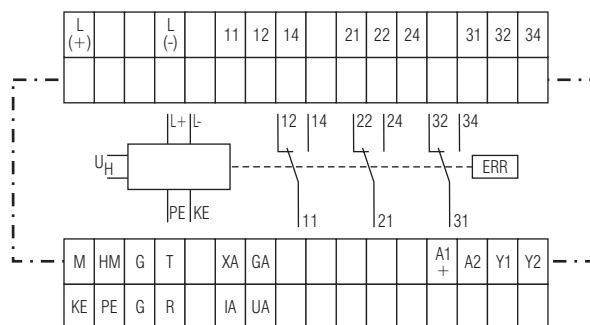 L (+) L (-) 11 12 14 21 22 24 31 32 34
L+ L- 12 14 22 24 32 34
UH ERR
PE KE 11 21 31
M HM G T XA GA A1 + A2 Y1 Y2
KE PE G R IA UA